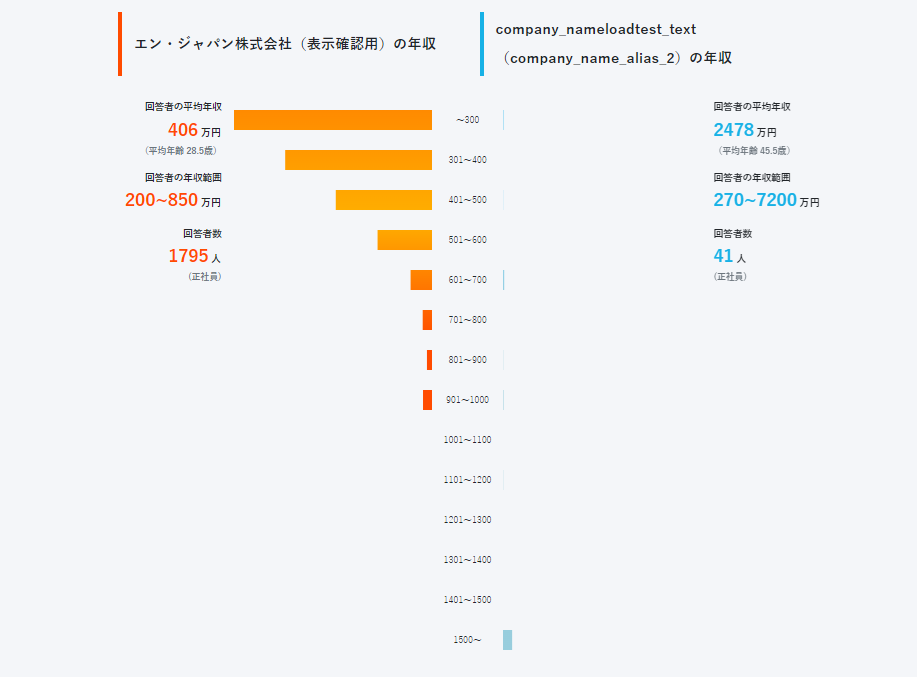 エン・ジャパン株式会社（表示確認用）の年収
company_nameloadtest_text
（company_name_alias_2）の年収
回答者の平均年収
406 万円
（平均年齢 28.5歳）
回答者の年収範囲
200~850 万円
回答者数
1795 人
（正社員）
～300
301～400
401～500
501～600
601～700
701～800
801～900
901～1000
1001～1100
1101～1200
1201～1300
1301～1400
1401～1500
1500～
回答者の平均年収
2478 万円
（平均年齢 45.5歳）
回答者の年収範囲
270~7200 万円
回答者数
41 人
（正社員）